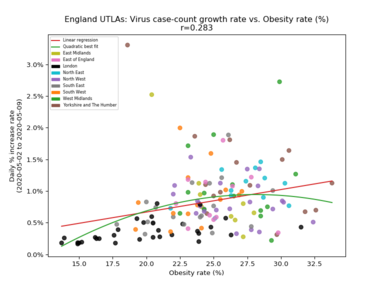 England UTLAs: Virus case-count growth rate vs. Obesity rate (%)
r=0.283
Linear regression
Quadratic best fit
East Midlands
East of England
London
North East
North West
South East
South West
West Midlands
Yorkshire and The Humber
Daily % increase rate
(2020-05-02 to 2020-05-09)
3.0%
2.5%
2.0%
1.5%
1.0%
0.5%
0.0%
15.0
17.5
20.0
22.5
25.0
27.5
30.0
32.5
Obesity rate (%)